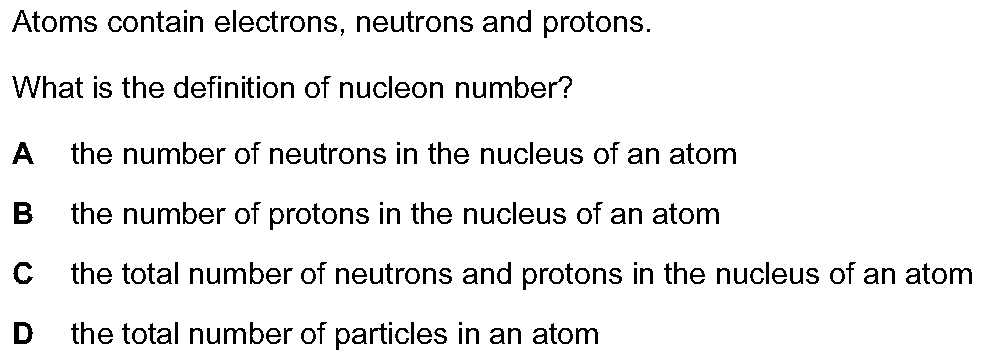 Atoms contain electrons, neutrons and protons.
What is the definition of nucleon number?
A the number of neutrons in the nucleus of an atom
B the number of protons in the nucleus of an atom
C the total number of neutrons and protons in the nucleus of an atom
D the total number of particles in an atom